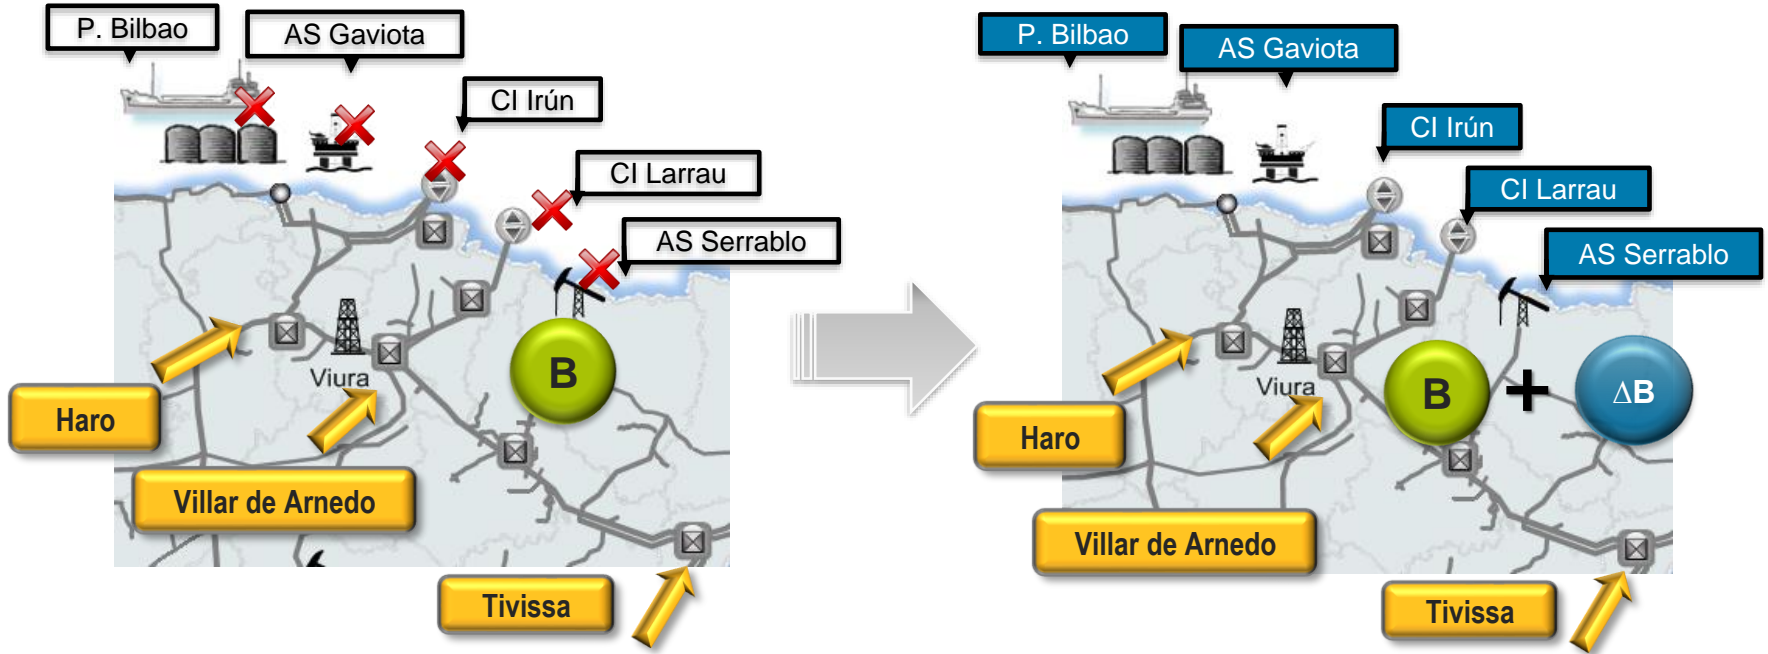 P. Bilbao
AS Gaviota
CI Irún
CI Larrau
AS Serrablo
Viura
B
Haro
Villar de Arnedo
Tivissa
P. Bilbao
AS Gaviota
CI Irún
CI Larrau
AS Serrablo
Viura
B
+
ΔB
Haro
Villar de Arnedo
Tivissa